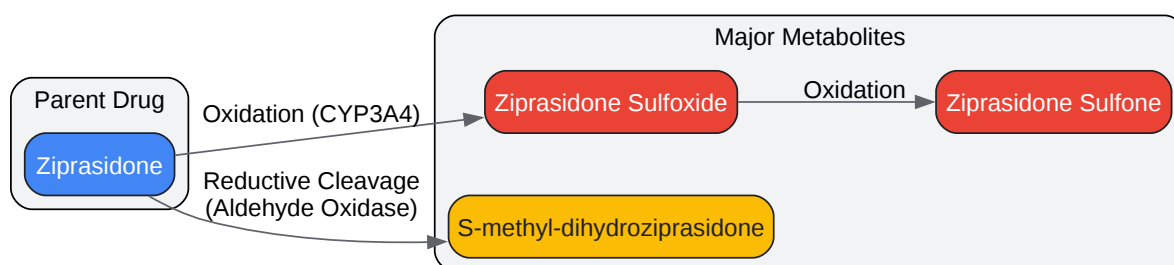 Major Metabolites
Parent Drug
Ziprasidone
Oxidation (CYP3A4)
Ziprasidone Sulfoxide
Oxidation
Ziprasidone Sulfone
Reductive Cleavage
(Aldehyde Oxidase)
S-methyl-dihydroziprasidone